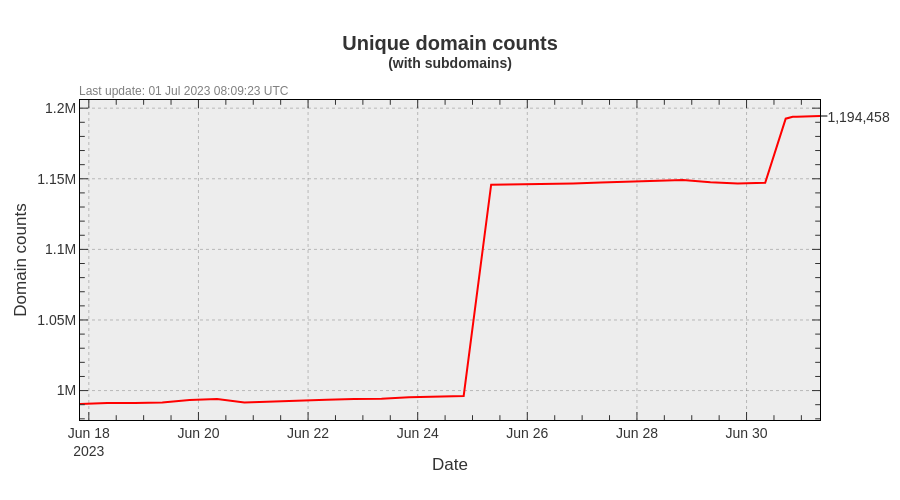 Unique domain counts
(with subdomains)
Last update: 01 Jul 2023 08:09:23 UTC
1.2M
1,194,458
1.15M
1.1M
1.05M
1M
Domain counts
Jun 18
2023
Jun 20
Jun 22
Jun 24
Jun 26
Jun 28
Jun 30
Date